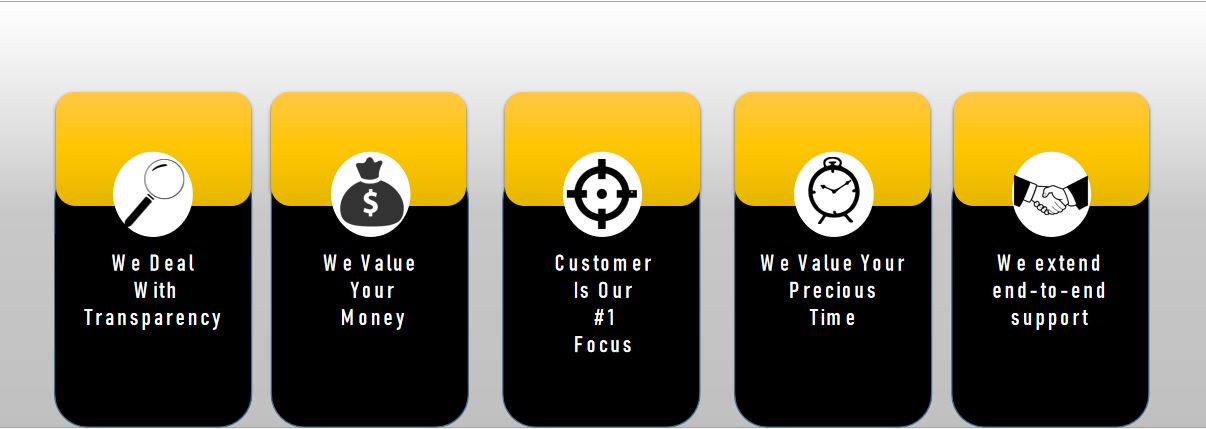 We Deal
With
Transparency
We Value
Your
Money
Customer
Is Our
#1
Focus
We Value Your
Precious
Time
We extend
end-to-end
support
$